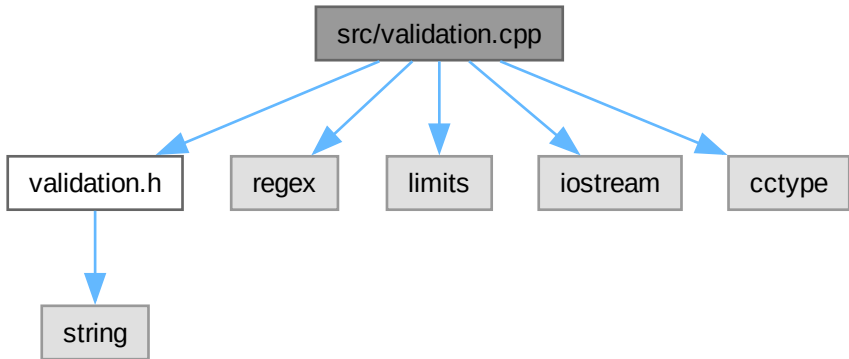 src/validation.cpp
validation.h
regex
limits
iostream
cctype
string